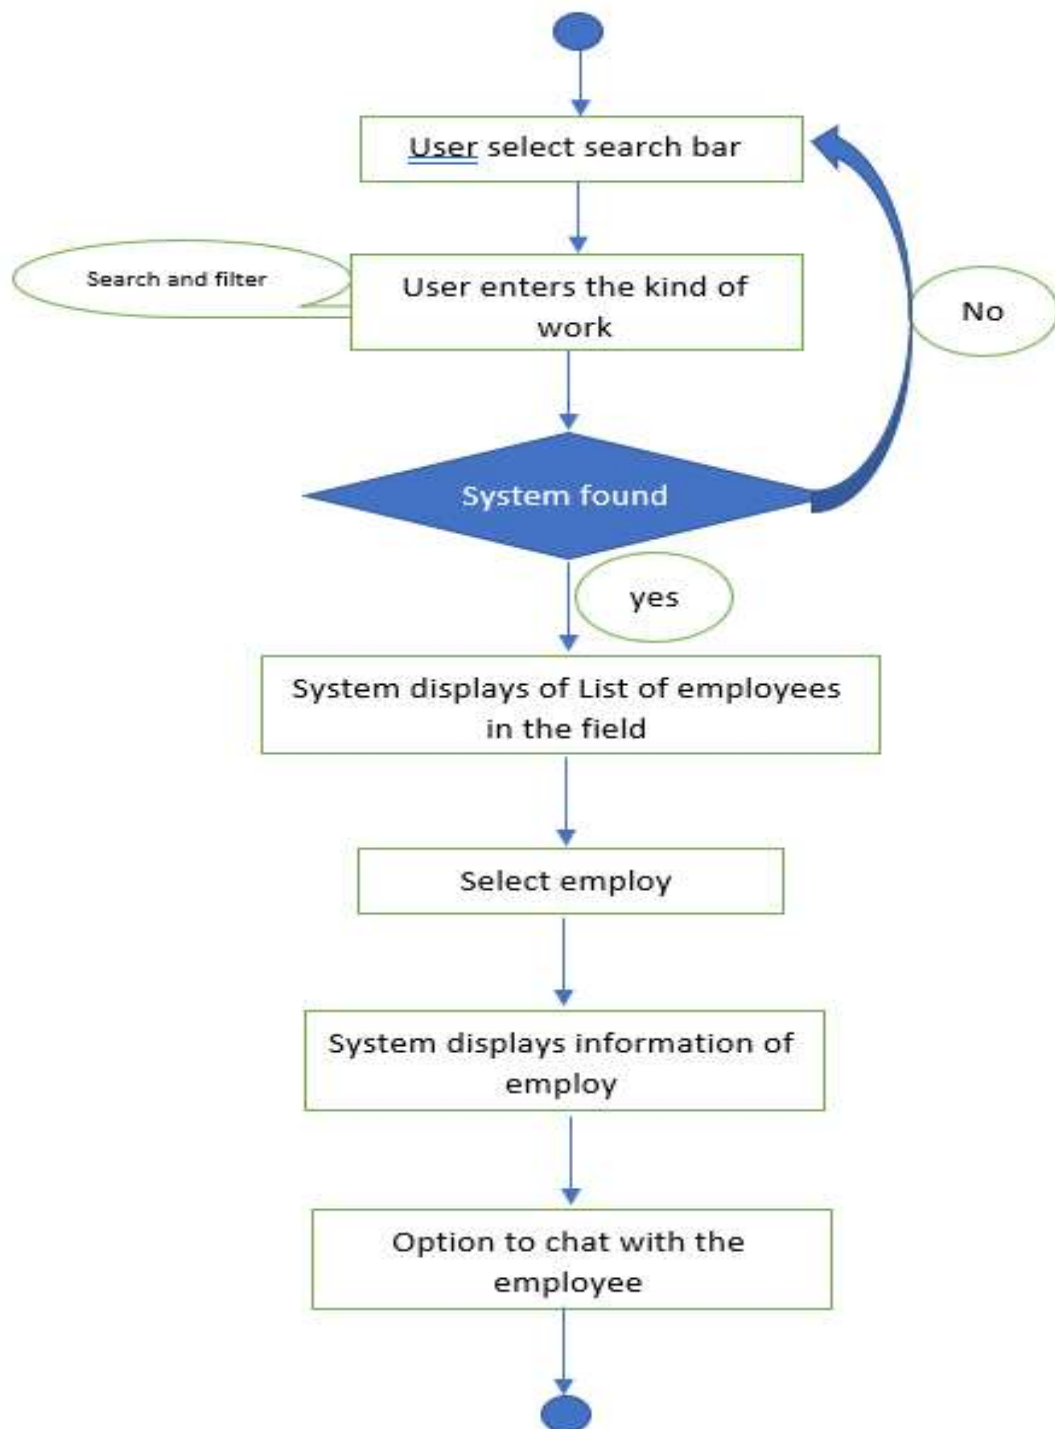 User select search bar
Search and filter
User enters the kind of
work
No
System found
yes
System displays of List of employees
in the field
Select employ
System displays information of
employ
Option to chat with the
employee